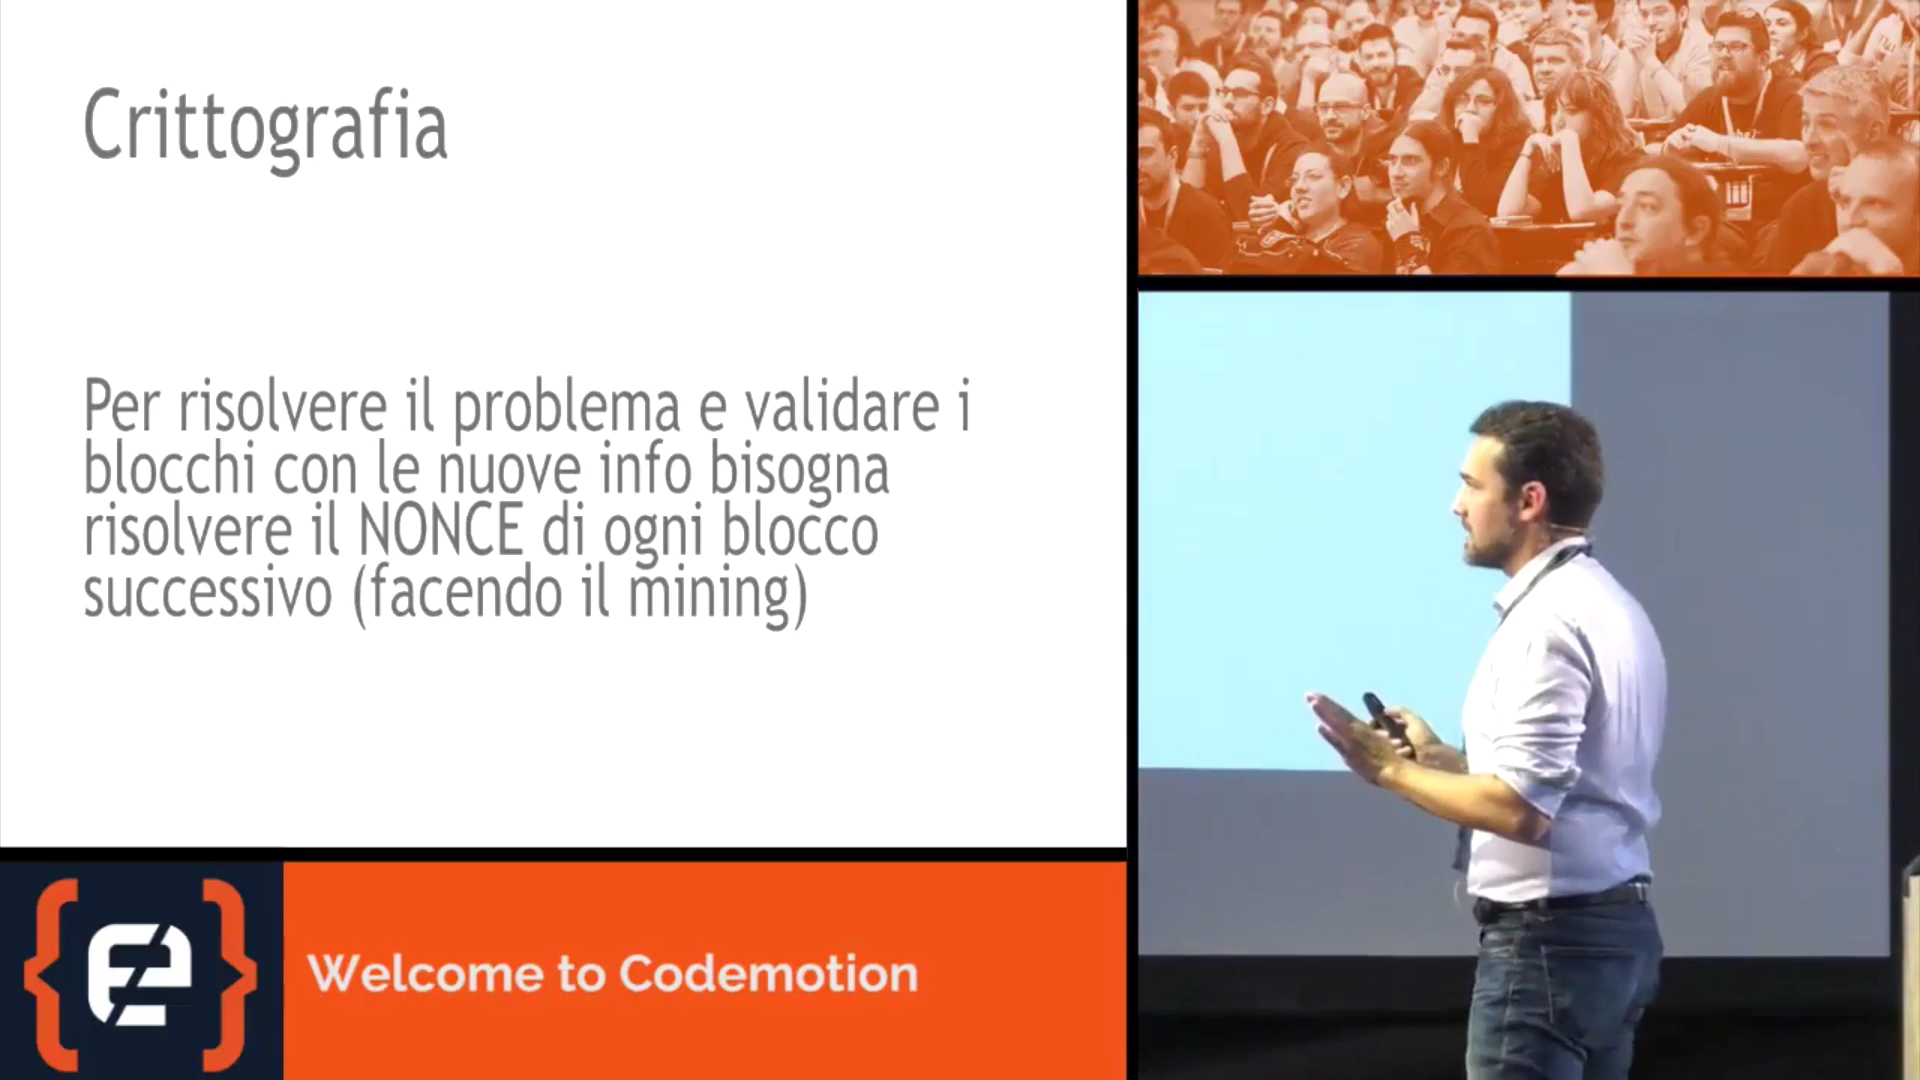 Crittografia
Per risolvere il problema e validare i
blocchi con le nuove info bisogna
risolvere il NONCE di ogni blocco
successivo (facendo il mining)
Welcome to Codemotion